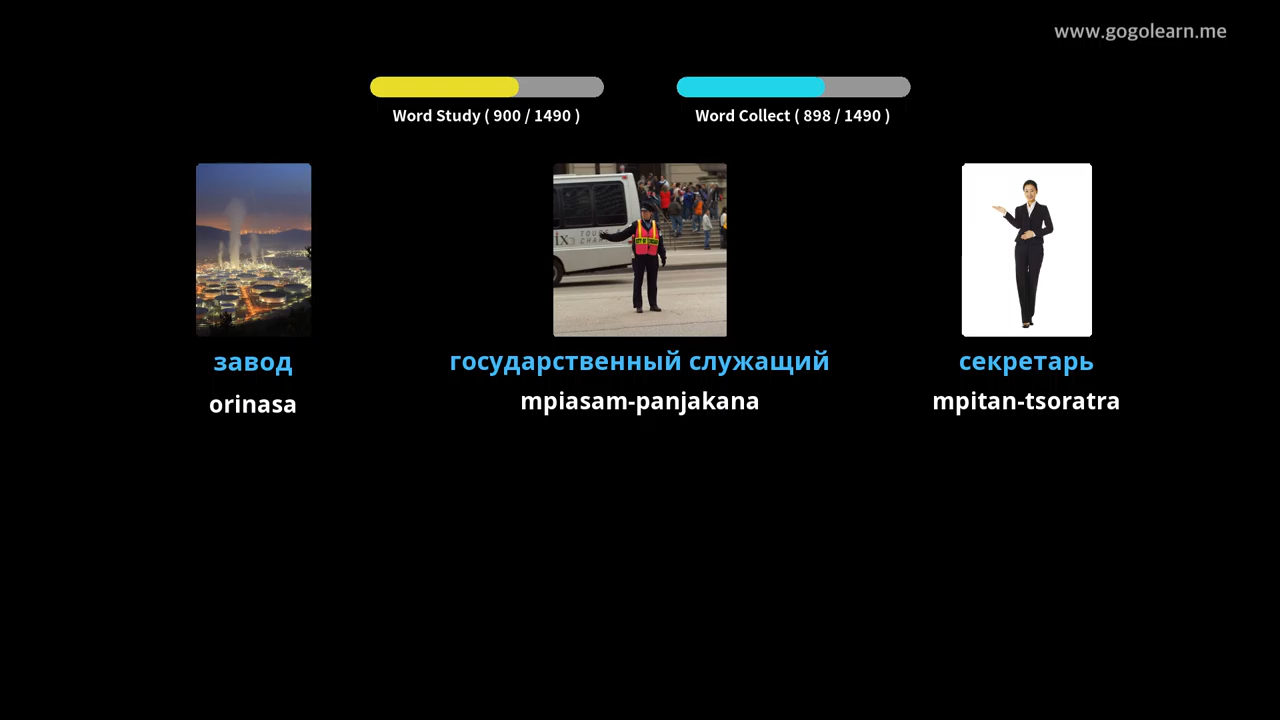 www.gogolearn.me
Word Study ( 900 / 1490 )
Word Collect ( 898 / 1490 )
завод
государственный служащий
секретарь
orinasa
mpiasam-panjakana
mpitan-tsoratra